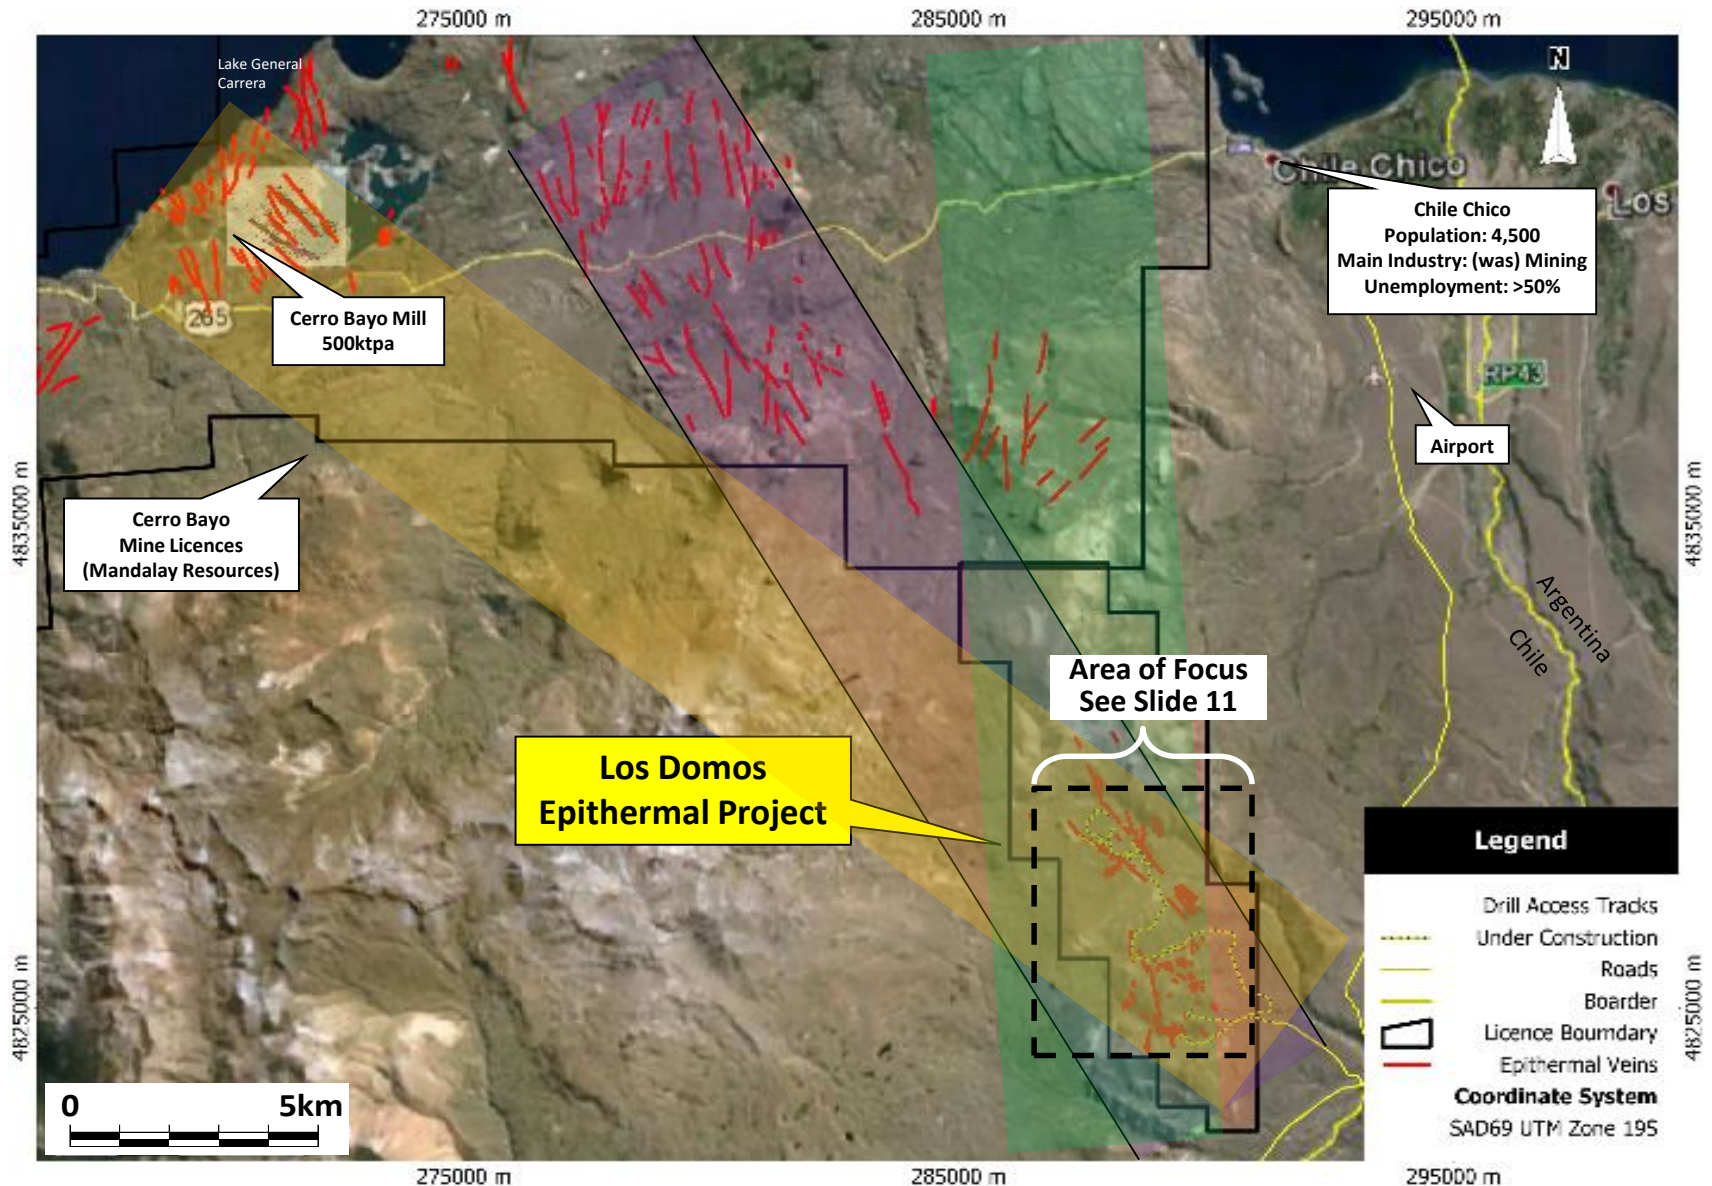 275000 m
285000 m
295000 m
Lake General
Carrera
N
Chile Chico
Los
Chile Chico
Population: 4,500
Main Industry: (was) Mining
Unemployment: >50%
265
Cerro Bayo Mill
500ktpa
RP43
Airport
4835000 m
4835000 m
Cerro Bayo
Mine Licences
(Mandalay Resources)
Argentina
Chile
Area of Focus
See Slide 11
Los Domos
Epithermal Project
Legend
Drill Access Tracks
Under Construction
Roads
Boarder
Licence Boundary
Epithermal Veins
Coordinate System
SAD69 UTM Zone 19S
4825000 m
4825000 m
0 5km
275000 m
285000 m
295000 m